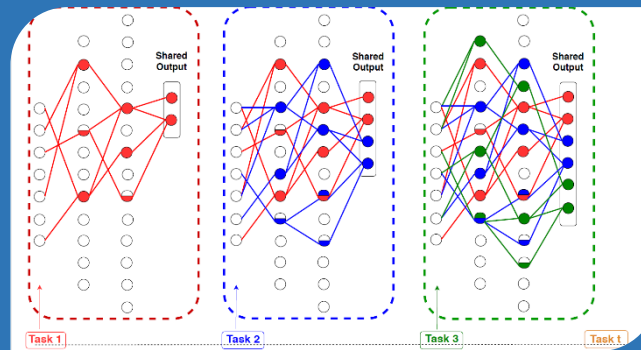 Shared
Output
Shared
Output
Shared
Output
Task 1
Task 2
Task 3
Task t